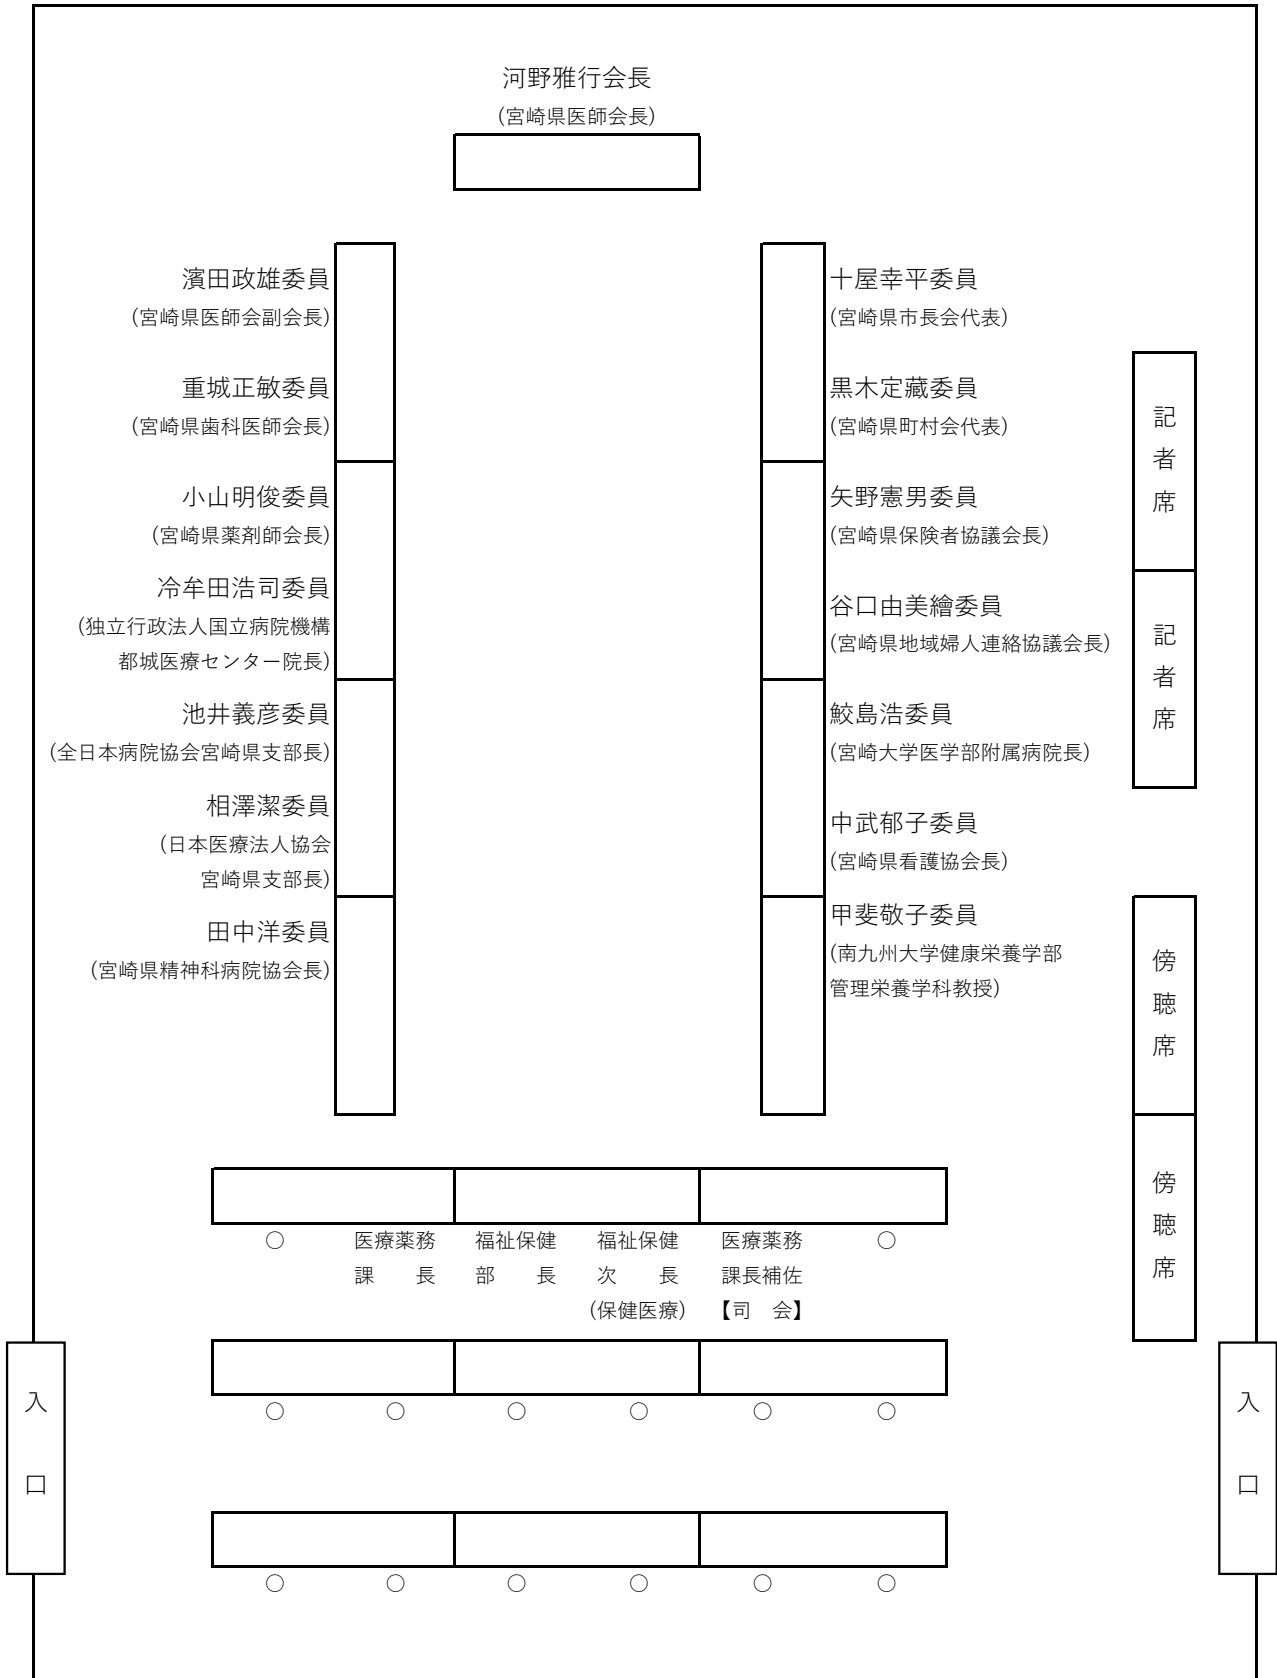 河野雅行会長
(宮崎県医師会長)
濱田政雄委員
(宮崎県医師会副会長)
重城正敏委員
(宮崎県歯科医師会長)
小山明俊委員
(宮崎県薬剤師会長)
冷牟田浩司委員
(独立行政法人国立病院機構
都城医療センター院長)
池井義彦委員
(全日本病院協会宮崎県支部長)
相澤潔委員
(日本医療法人協会
宮崎県支部長)
田中洋委員
(宮崎県精神科病院協会長)
十屋幸平委員
(宮崎県市長会代表)
黒木定藏委員
(宮崎県町村会代表)
矢野憲男委員
(宮崎県保険者協議会長)
谷口由美繪委員
(宮崎県地域婦人連絡協議会長)
鮫島浩委員
(宮崎大学医学部附属病院長)
中武郁子委員
(宮崎県看護協会長)
甲斐敬子委員
(南九州大学健康栄養学部
管理栄養学科教授)
記者席
記者席
傍聴席
傍聴席
○ 医療薬務 福祉保健 福祉保健 医療薬務 ○
課　長 部　長 次　長 課長補佐
(保健医療) 【司　会】
○ ○ ○ ○ ○ ○
○ ○ ○ ○ ○ ○
入口
入口